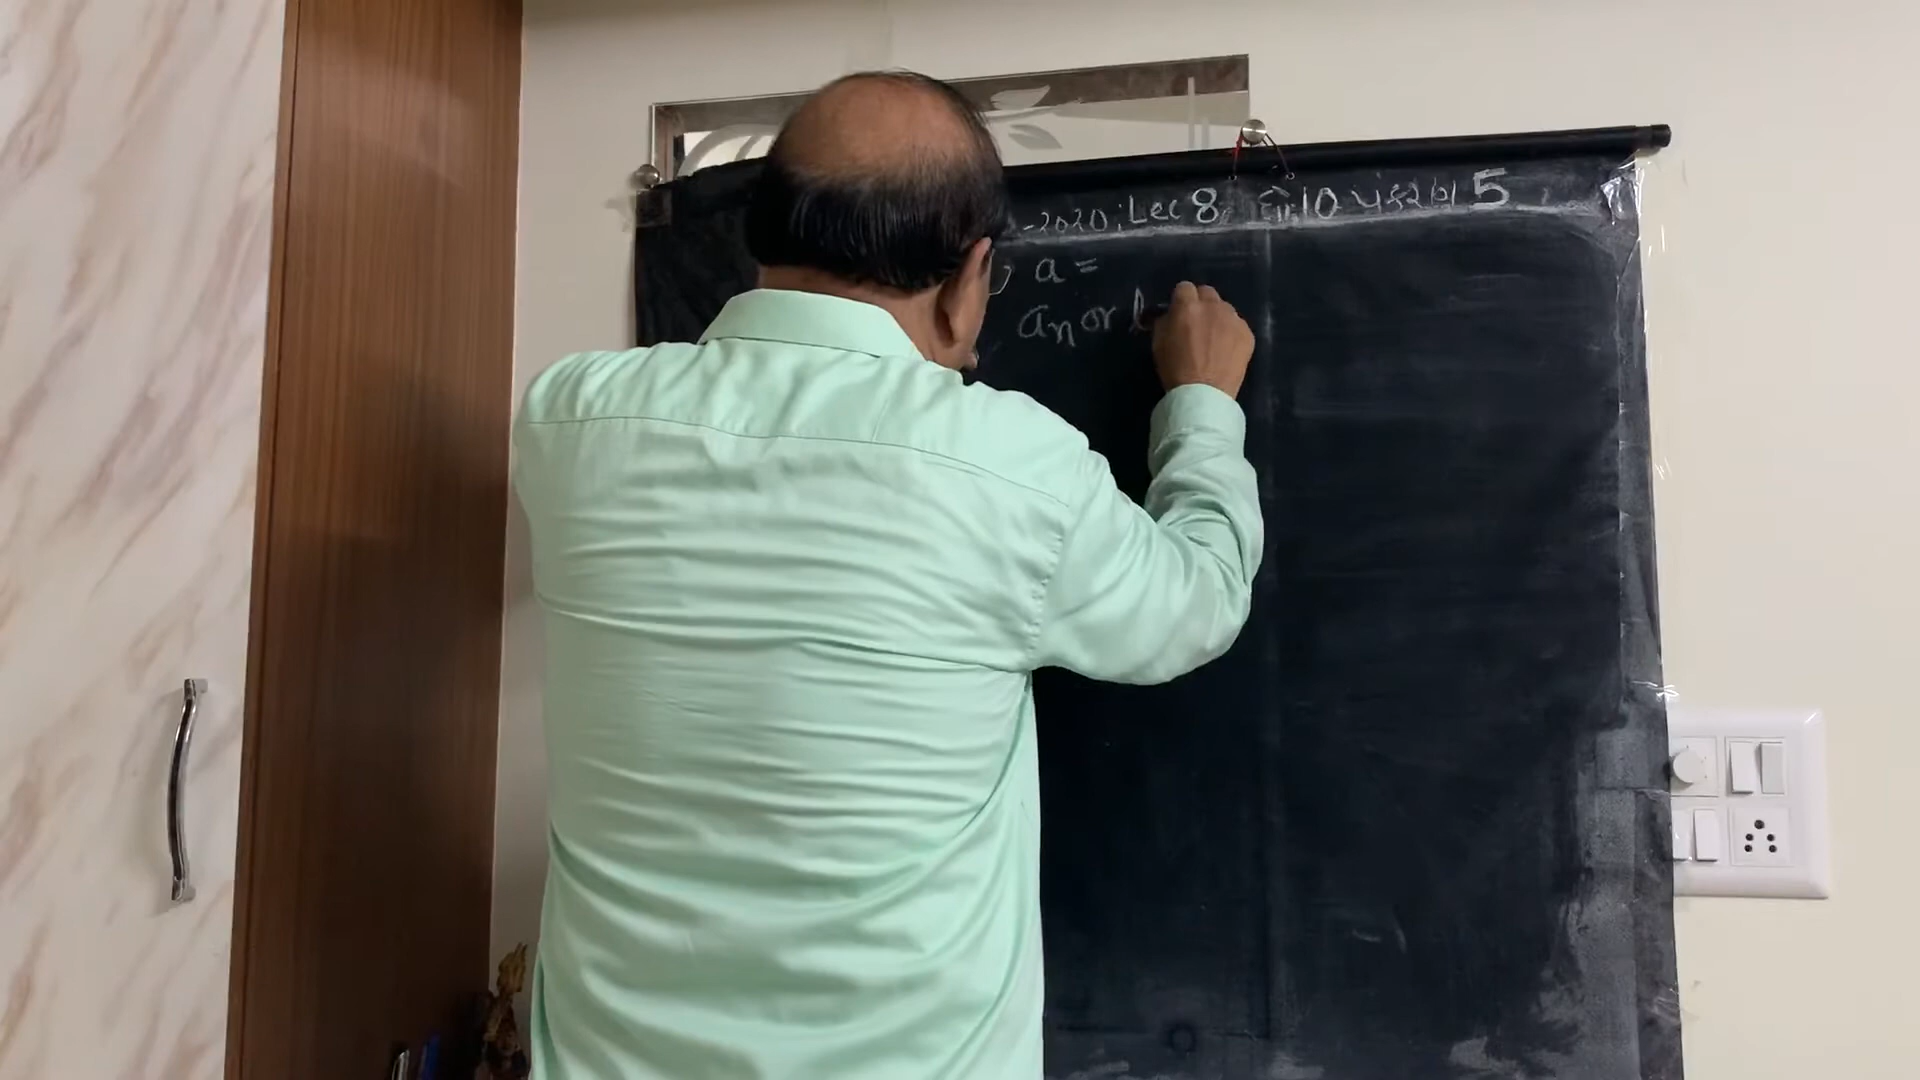 -2020; Lec 8, ધો. 10 પ્રકરણ 5
a =
an or l =